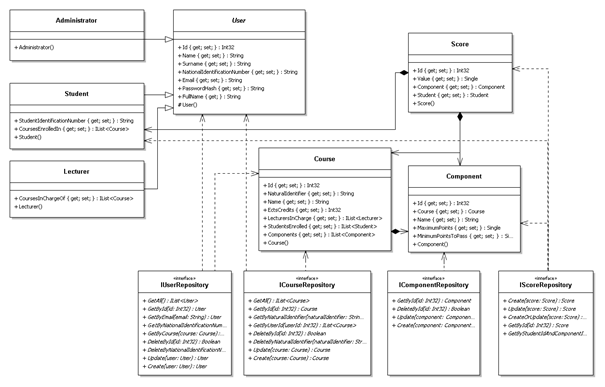 Administrator
+ Administrator()
User
+ Id { get; set; } : Int32
+ Name { get; set; } : String
+ Surname { get; set; } : String
+ NationalIdentificationNumber { get; set; } : String
+ Email { get; set; } : String
+ PasswordHash { get; set; } : String
+ FullName { get; } : String
# User()
Score
+ Id { get; set; } : Int32
+ Value { get; set; } : Single
+ Component { get; set; } : Component
+ Student { get; set; } : Student
+ Score()
Student
+ StudentIdentificationNumber { get; set; } : String
+ CoursesEnrolledIn { get; set; } : IList<Course>
+ Student()
Lecturer
+ CoursesInChargeOf { get; set; } : IList<Course>
+ Lecturer()
Course
+ Id { get; set; } : Int32
+ NaturalIdentifier { get; set; } : String
+ Name { get; set; } : String
+ EctsCredits { get; set; } : Int32
+ LecturersInCharge { get; set; } : IList<Lecturer>
+ StudentsEnrolled { get; set; } : IList<Student>
+ Components { get; set; } : IList<Component>
+ Course()
Component
+ Id { get; set; } : Int32
+ Course { get; set; } : Course
+ Name { get; set; } : String
+ MaximumPoints { get; set; } : Single
+ MinimumPointsToPass { get; set; } : Si...
+ Component()
«interface»
IUserRepository
+ GetAll() : IList<User>
+ GetById(id: Int32) : User
+ GetByEmail(email: String) : User
+ GetByNationalIdentificationNum...
+ GetByCourse(course: Course) : ...
+ DeleteById(id: Int32) : Boolean
+ DeleteByNationalIdentificationN...
+ Update(user: User) : User
+ Create(user: User) : User
«interface»
ICourseRepository
+ GetAll() : IList<Course>
+ GetById(id: Int32) : Course
+ GetByNaturalIdentifier(naturalIdentifier: Strin...
+ GetByUserId(userId: Int32) : IList<Course>
+ DeleteById(id: Int32) : Boolean
+ DeleteByNaturalIdentifier(naturalIdentifier: Str...
+ Update(course: Course) : Course
+ Create(course: Course) : Course
«interface»
IComponentRepository
+ GetById(id: Int32) : Component
+ DeleteById(id: Int32) : Boolean
+ Update(component: Component) ...
+ Create(component: Component) ...
«interface»
IScoreRepository
+ Create(score: Score) : Score
+ Update(score: Score) : Score
+ CreateOrUpdate(score: Score) : ...
+ GetById(id: Int32) : Score
+ GetByStudentIdAndComponentI...